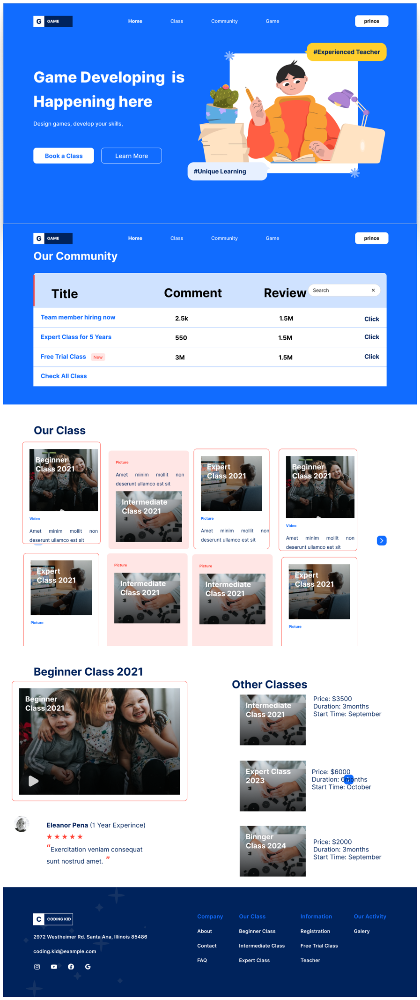 G GAME
Home Class Community Game
prince
#Experienced Teacher
Game Developing is
Happening here
Design games, develop your skills,
Book a Class Learn More
#Unique Learning
G GAME
Home Class Community Game
prince
Our Community
Title Comment Review Search
Team member hiring now 2.5k 1.5M Click
Expert Class for 5 Years 550 1.5M Click
Free Trial Class New 3M 1.5M Click
Check All Class
Our Class
Beginner
Class 2021
Video
Amet minim mollit non
deserunt ullamco est sit
Picture
Amet minim mollit non
deserunt ullamco est sit
Intermediate
Class 2021
Expert
Class 2021
Picture
Amet minim mollit non
deserunt ullamco est sit
Beginner
Class 2021
Video
Amet minim mollit non
deserunt ullamco est sit
Expert
Class 2021
Picture
Picture
Intermediate
Class 2021
Picture
Intermediate
Class 2021
Expert
Class 2021
Picture
Beginner Class 2021
Beginner
Class 2021
Eleanor Pena (1 Year Experince)
“Exercitation veniam consequat
sunt nostrud amet. ”
Other Classes
Intermediate
Class 2021
Price: $3500
Duration: 3months
Start Time: September
Expert Class
2023
Price: $6000
Duration: 6months
Start Time: October
Binnger
Class 2024
Price: $2000
Duration: 3months
Start Time: September
C CODING KID
2972 Westheimer Rd. Santa Ana, Illinois 85486
coding.kid@example.com
Company
About
Contact
FAQ
Our Class
Beginner Class
Intermediate Class
Expert Class
Information
Registration
Free Trial Class
Teacher
Our Activity
Galery